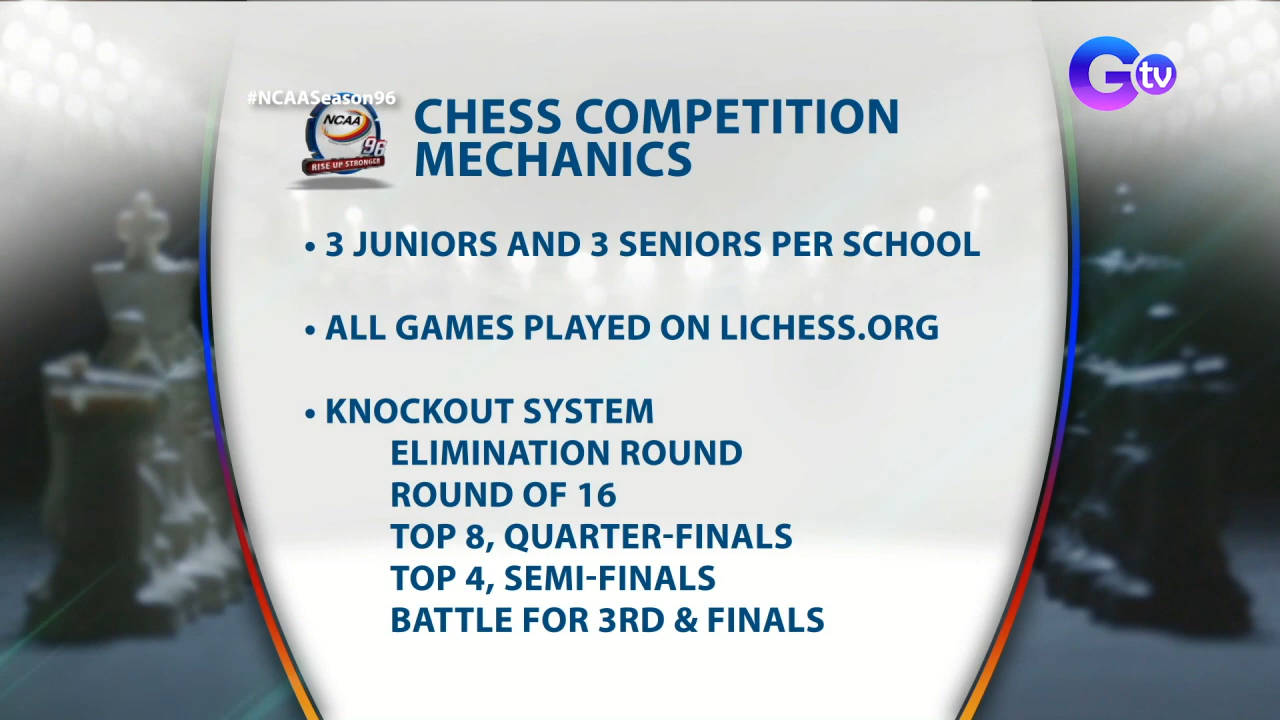 #NCAASeason96
NCAA
96
RISE UP STRONGER
Gtv
CHESS COMPETITION
MECHANICS
• 3 JUNIORS AND 3 SENIORS PER SCHOOL
• ALL GAMES PLAYED ON LICHESS.ORG
• KNOCKOUT SYSTEM
ELIMINATION ROUND
ROUND OF 16
TOP 8, QUARTER-FINALS
TOP 4, SEMI-FINALS
BATTLE FOR 3RD & FINALS